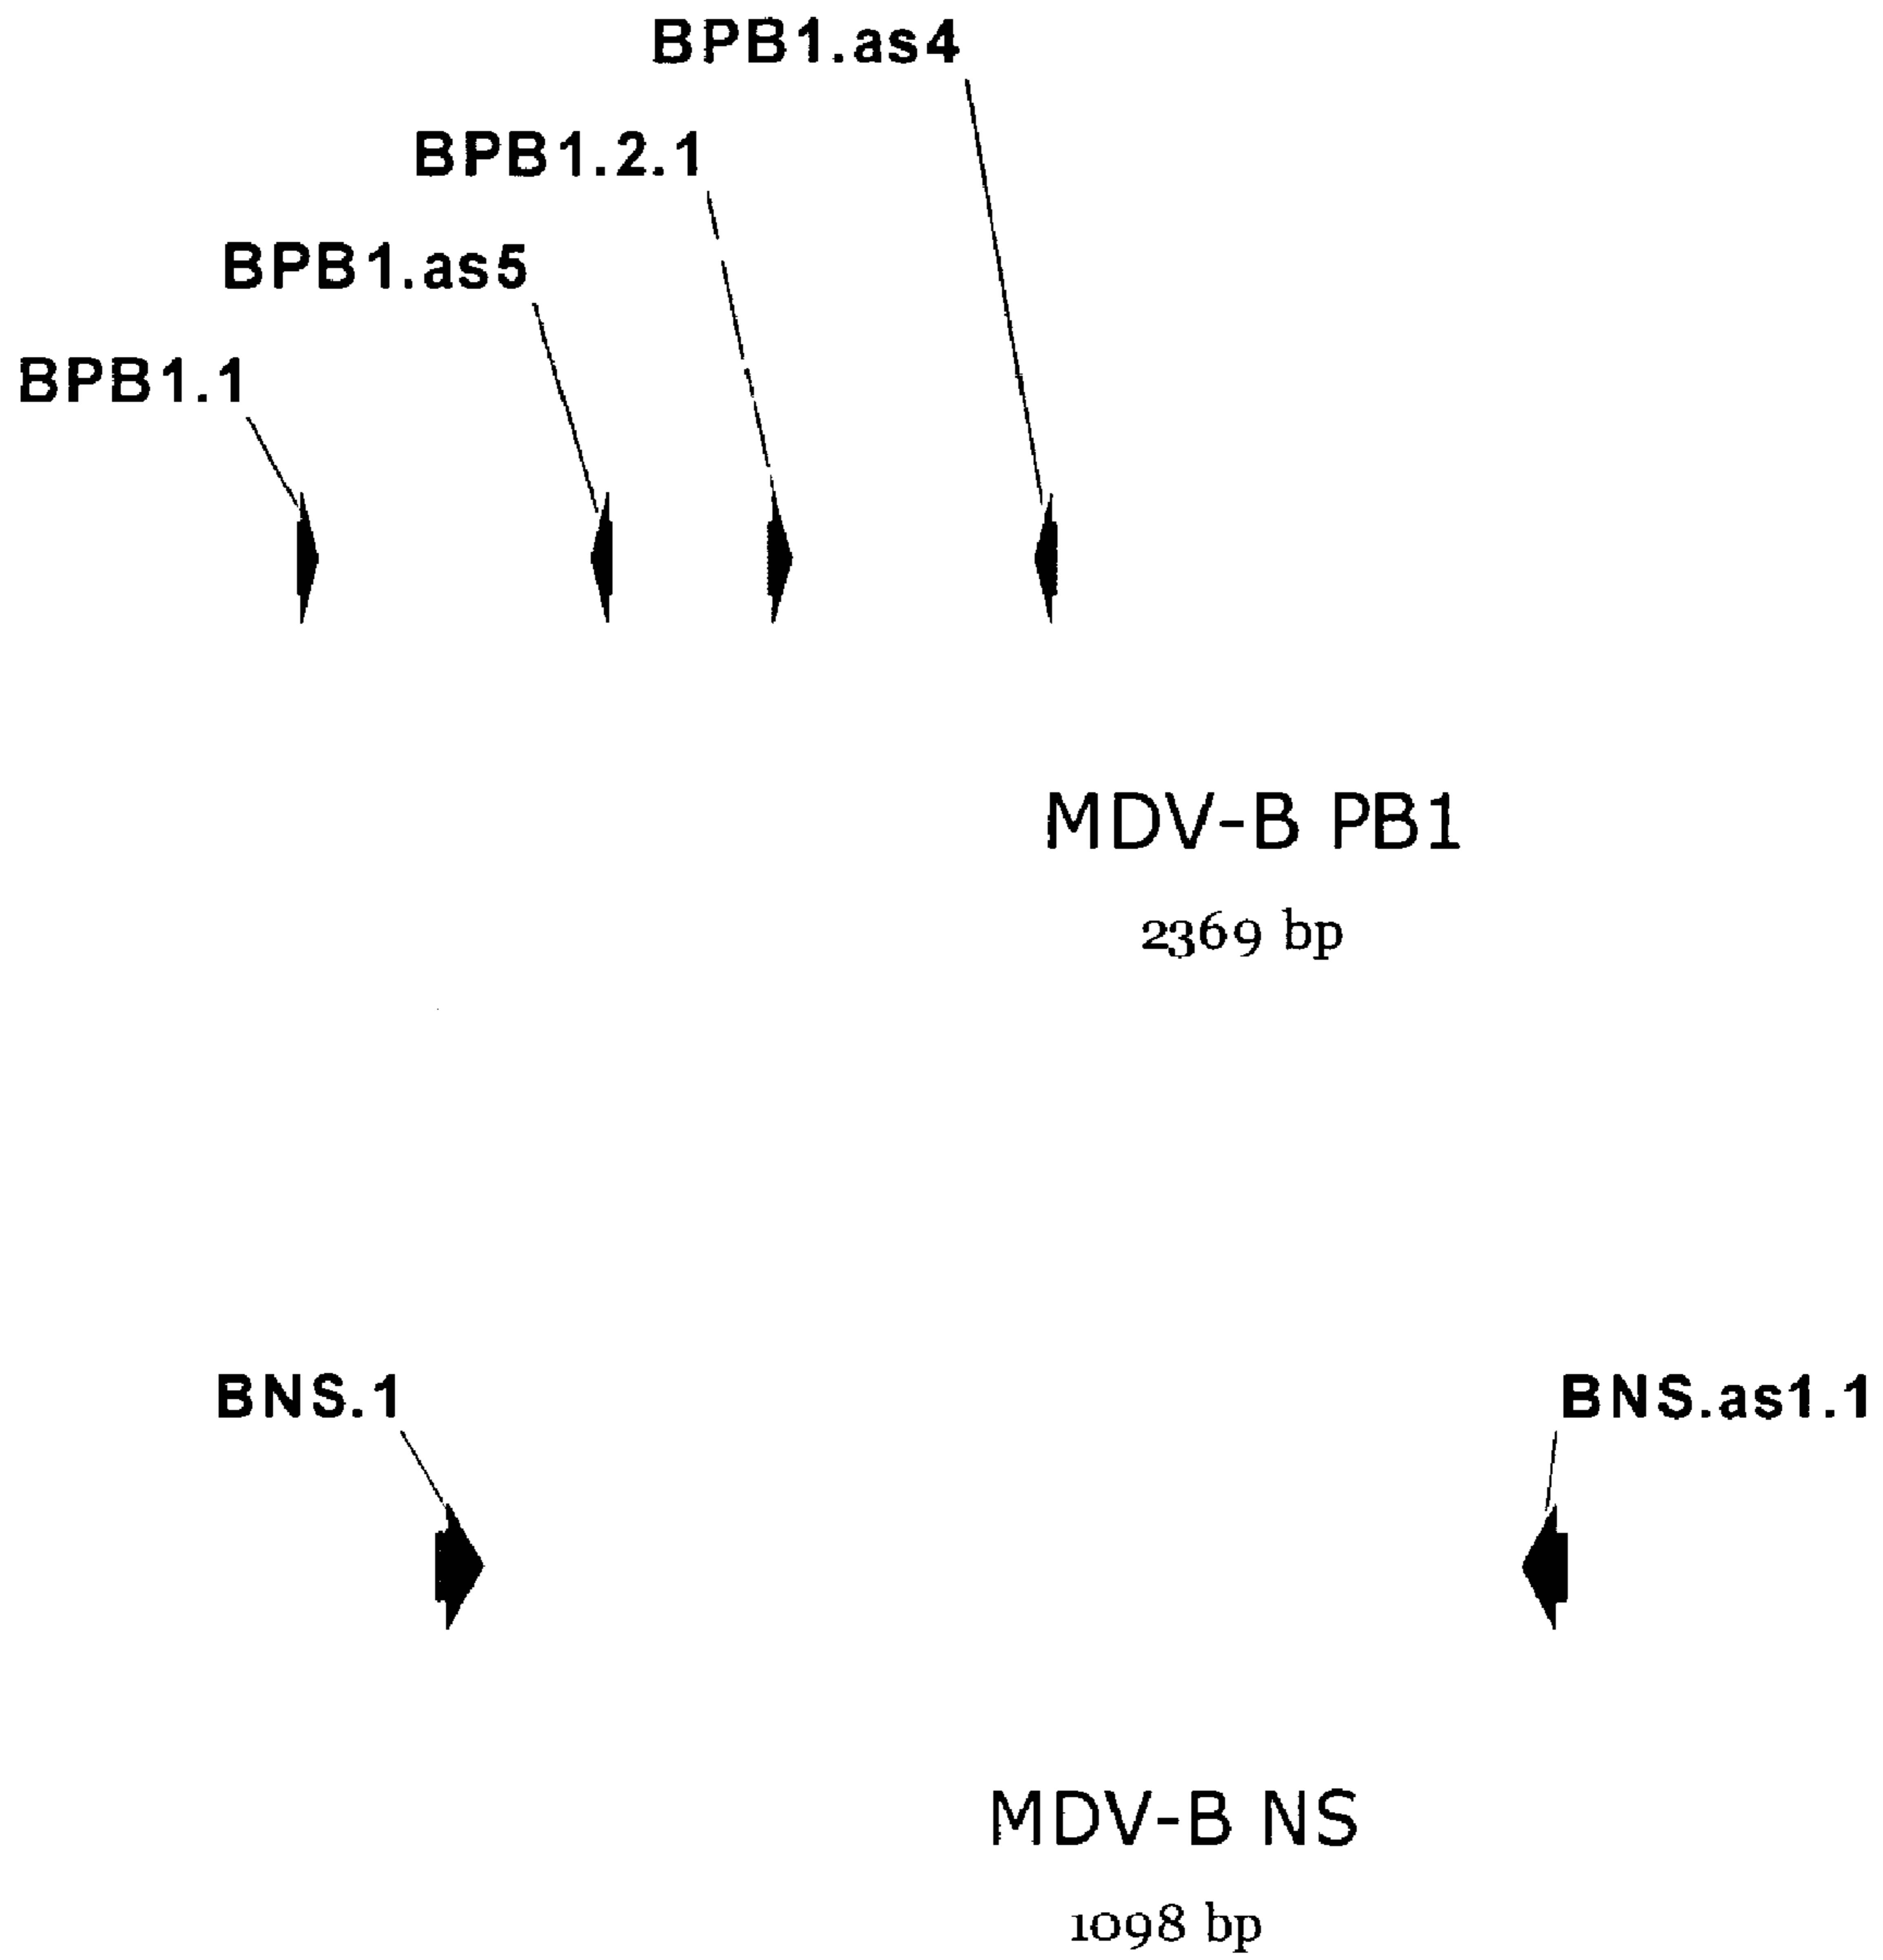 BPB1.as4
BPB1.2.1
BPB1.as5
BPB1.1
MDV-B PB1
2369 bp
BNS.1
BNS.as1.1
MDV-B NS
1098 bp